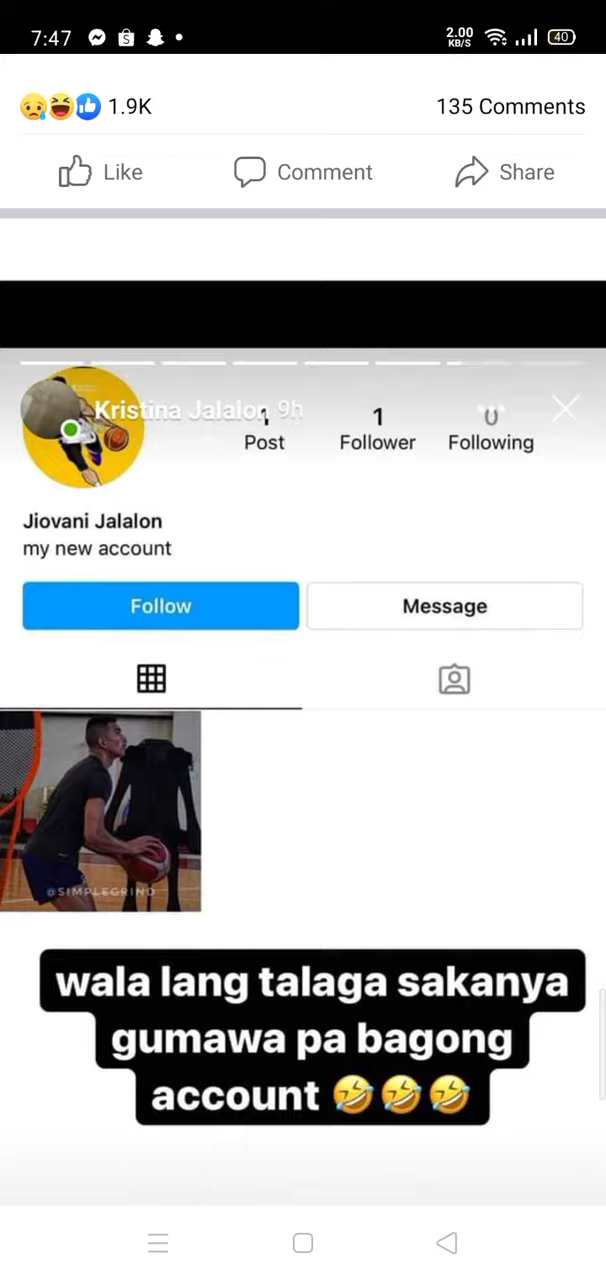 7:47
2.00
KB/S
40
1.9K
135 Comments
Like
Comment
Share
Kristina Jalalon 9h
1
1
0
Post
Follower
Following
Jiovani Jalalon
my new account
Follow
Message
@SIMPLEGRIND
wala lang talaga sakanya
gumawa pa bagong
account 🤣🤣🤣